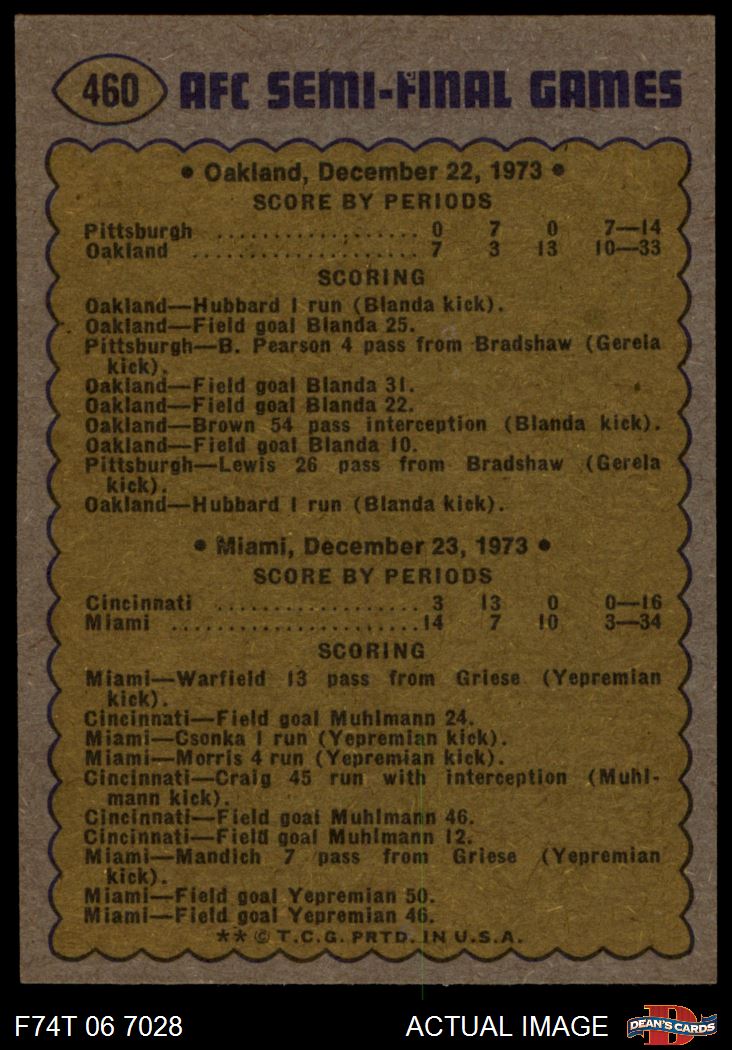 460 AFC SEMI-FINAL GAMES
• Oakland, December 22, 1973 •
SCORE BY PERIODS
Pittsburgh .................. 0 7 0 7—14
Oakland .................... 7 3 13 10—33
SCORING
Oakland—Hubbard 1 run (Blanda kick).
Oakland—Field goal Blanda 25.
Pittsburgh—B. Pearson 4 pass from Bradshaw (Gerela
kick).
Oakland—Field goal Blanda 31.
Oakland—Field goal Blanda 22.
Oakland—Brown 54 pass interception (Blanda kick).
Oakland—Field goal Blanda 10.
Pittsburgh—Lewis 26 pass from Bradshaw (Gerela
kick).
Oakland—Hubbard 1 run (Blanda kick).
• Miami, December 23, 1973 •
SCORE BY PERIODS
Cincinnati .................. 3 13 0 0—16
Miami ...................... 14 7 10 3—34
SCORING
Miami—Warfield 13 pass from Griese (Yepremian
kick).
Cincinnati—Field goal Muhlmann 24.
Miami—Csonka 1 run (Yepremian kick).
Miami—Morris 4 run (Yepremian kick).
Cincinnati—Craig 45 run with interception (Muhl-
mann kick).
Cincinnati—Field goal Muhlmann 46.
Cincinnati—Field goal Muhlmann 12.
Miami—Mandich 7 pass from Griese (Yepremian
kick).
Miami—Field goal Yepremian 50.
Miami—Field goal Yepremian 46.
** © T.C.G. PRTD. IN U.S.A.
F74T 06 7028 ACTUAL IMAGE D DEAN'S CARDS